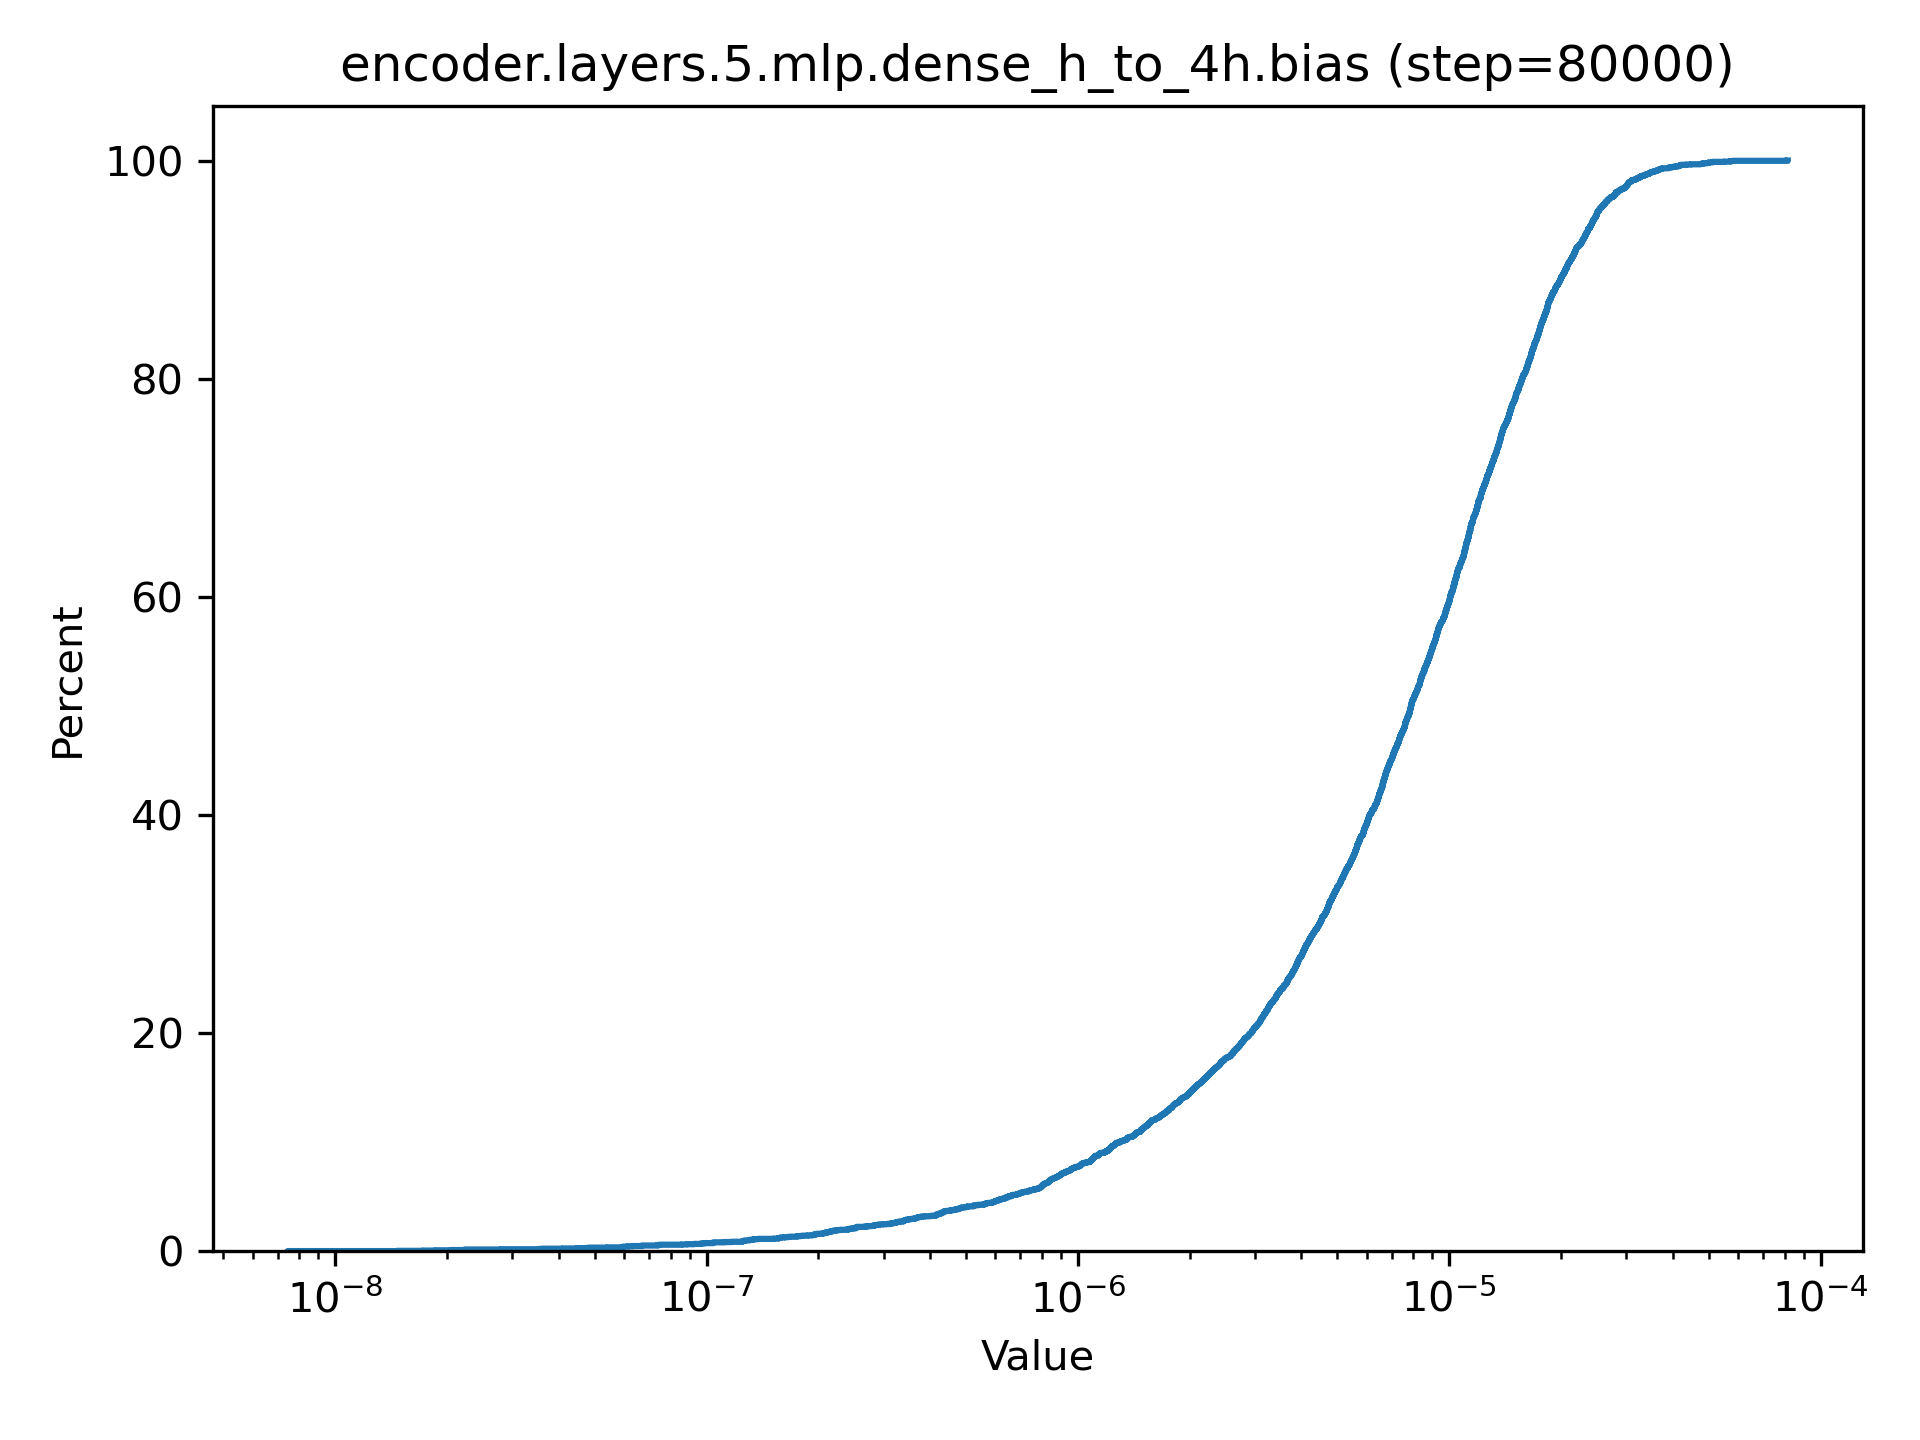 encoder.layers.5.mlp.dense_h_to_4h.bias (step=80000)
100
80
60
40
20
0
Percent
10⁻⁸ 10⁻⁷ 10⁻⁶ 10⁻⁵ 10⁻⁴
Value